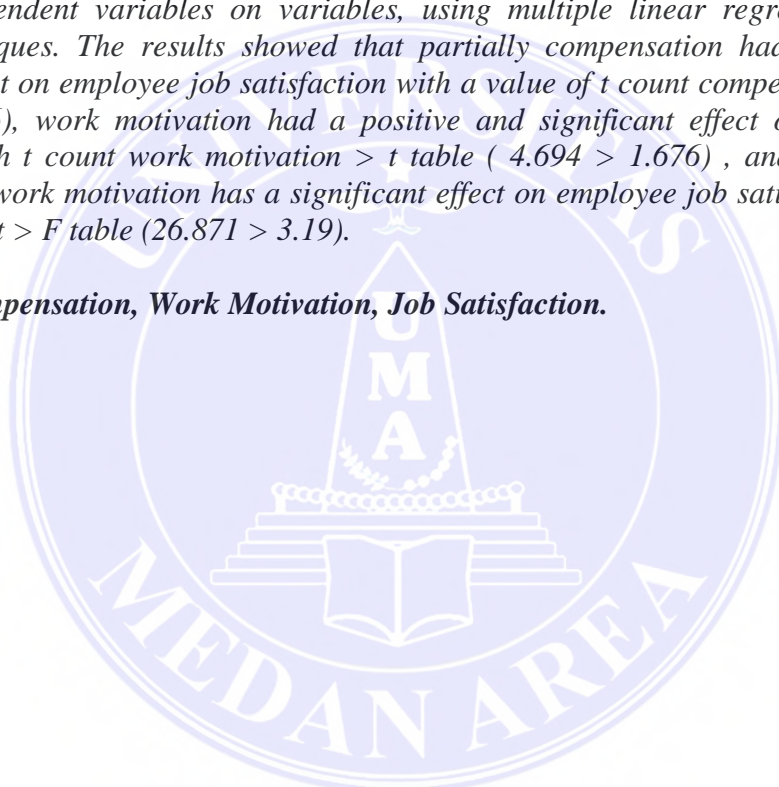 endent variables on variables, using multiple linear regr
ques. The results showed that partially compensation had
t on employee job satisfaction with a value of t count compe
), work motivation had a positive and significant effect o
h t count work motivation > t table ( 4.694 > 1.676) , and
work motivation has a significant effect on employee job sati
t > F table (26.871 > 3.19).
npensation, Work Motivation, Job Satisfaction.
UNIVERSITAS
U
M
A
MEDAN AREA